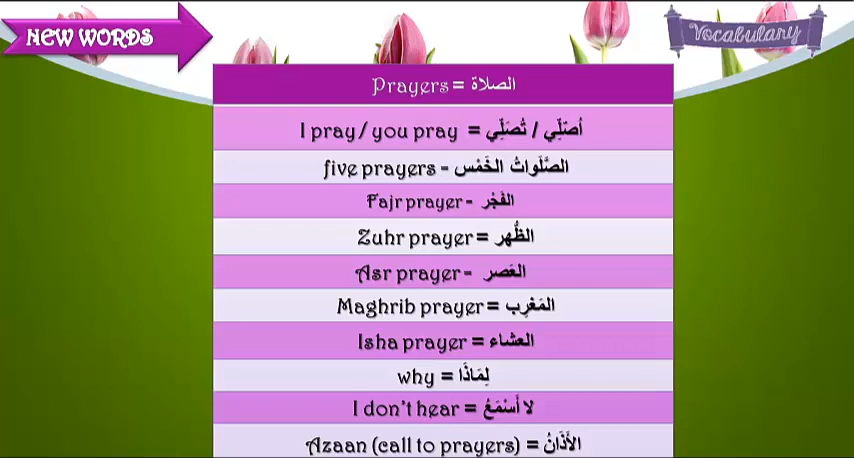 NEW WORDS
Vocabulary
Prayers = الصلاة
I pray / you pray = أُصَلِّي / تُصَلِّي
five prayers - الصَّلَواتُ الخَمْس
Fajr prayer - الفَجْر
Zuhr prayer = الظُّهر
Asr prayer - العَصر
Maghrib prayer = المَغرِب
Isha prayer = العشاء
why = لِمَاذَا
I don't hear = لا أَسْمَعُ
Azaan (call to prayers) = الأَذَانُ